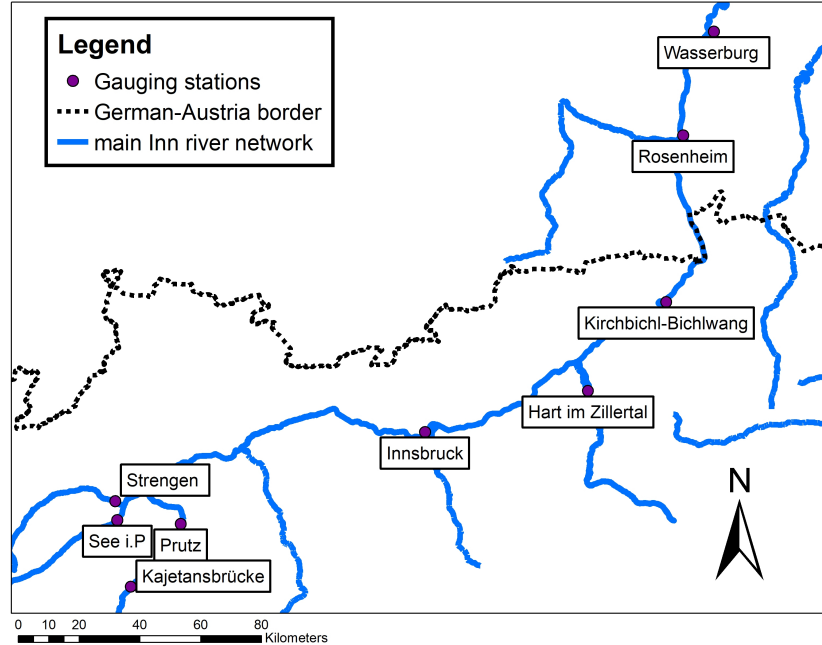 Legend
Gauging stations
German-Austria border
main Inn river network
Wasserburg
Rosenheim
Kirchbichl-Bichlwang
Hart im Zillertal
Innsbruck
Strengen
See i.P
Prutz
Kajetansbrücke
N
0 10 20 40 60 80
Kilometers